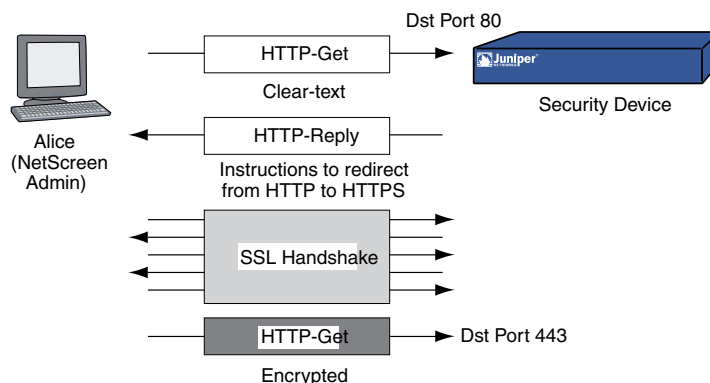 Dst Port 80
HTTP-Get
Clear-text
Juniper
NETWORKS
Security Device
Alice
(NetScreen
Admin)
HTTP-Reply
Instructions to redirect
from HTTP to HTTPS
SSL Handshake
HTTP-Get
Dst Port 443
Encrypted